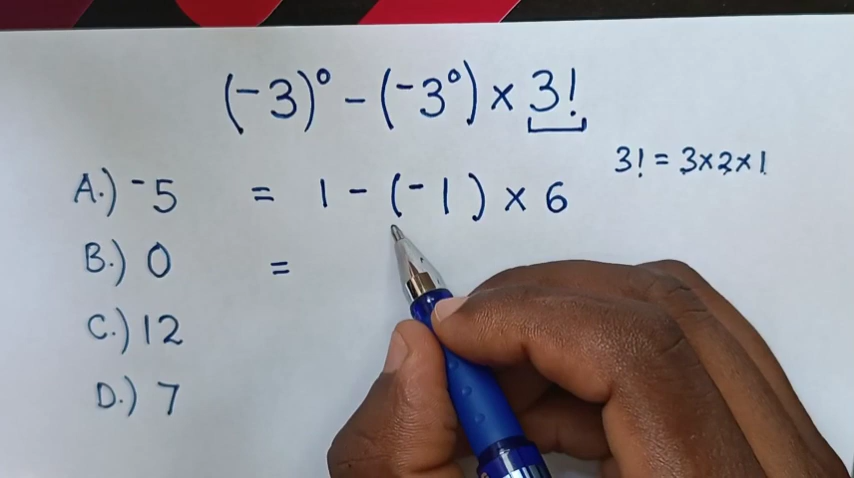 (-3)⁰ - (-3⁰) × 3!
3! = 3×2×1
A.) -5 = 1 - (-1) × 6
B.) 0 =
C.) 12
D.) 7